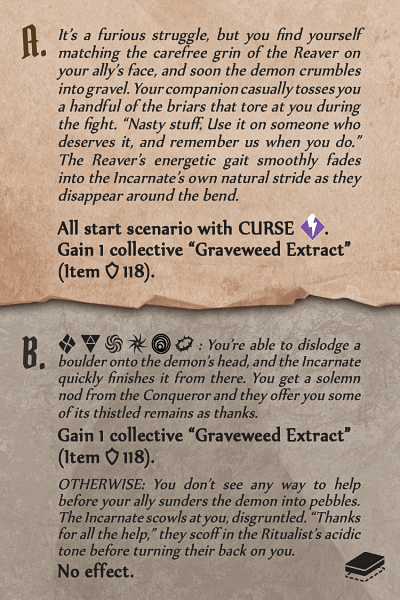 A.
It's a furious struggle, but you find yourself
matching the carefree grin of the Reaver on
your ally's face, and soon the demon crumbles
into gravel. Your companion casually tosses you
a handful of the briars that tore at you during
the fight. “Nasty stuff. Use it on someone who
deserves it, and remember us when you do.”
The Reaver's energetic gait smoothly fades
into the Incarnate's own natural stride as they
disappear around the bend.
All start scenario with CURSE .
Gain 1 collective “Graveweed Extract”
(Item 118).
B.
: You're able to dislodge a
boulder onto the demon's head, and the Incarnate
quickly finishes it from there. You get a solemn
nod from the Conqueror and they offer you some
of its thistled remains as thanks.
Gain 1 collective “Graveweed Extract”
(Item 118).
OTHERWISE: You don't see any way to help
before your ally sunders the demon into pebbles.
The Incarnate scowls at you, disgruntled. “Thanks
for all the help,” they scoff in the Ritualist's acidic
tone before turning their back on you.
No effect.